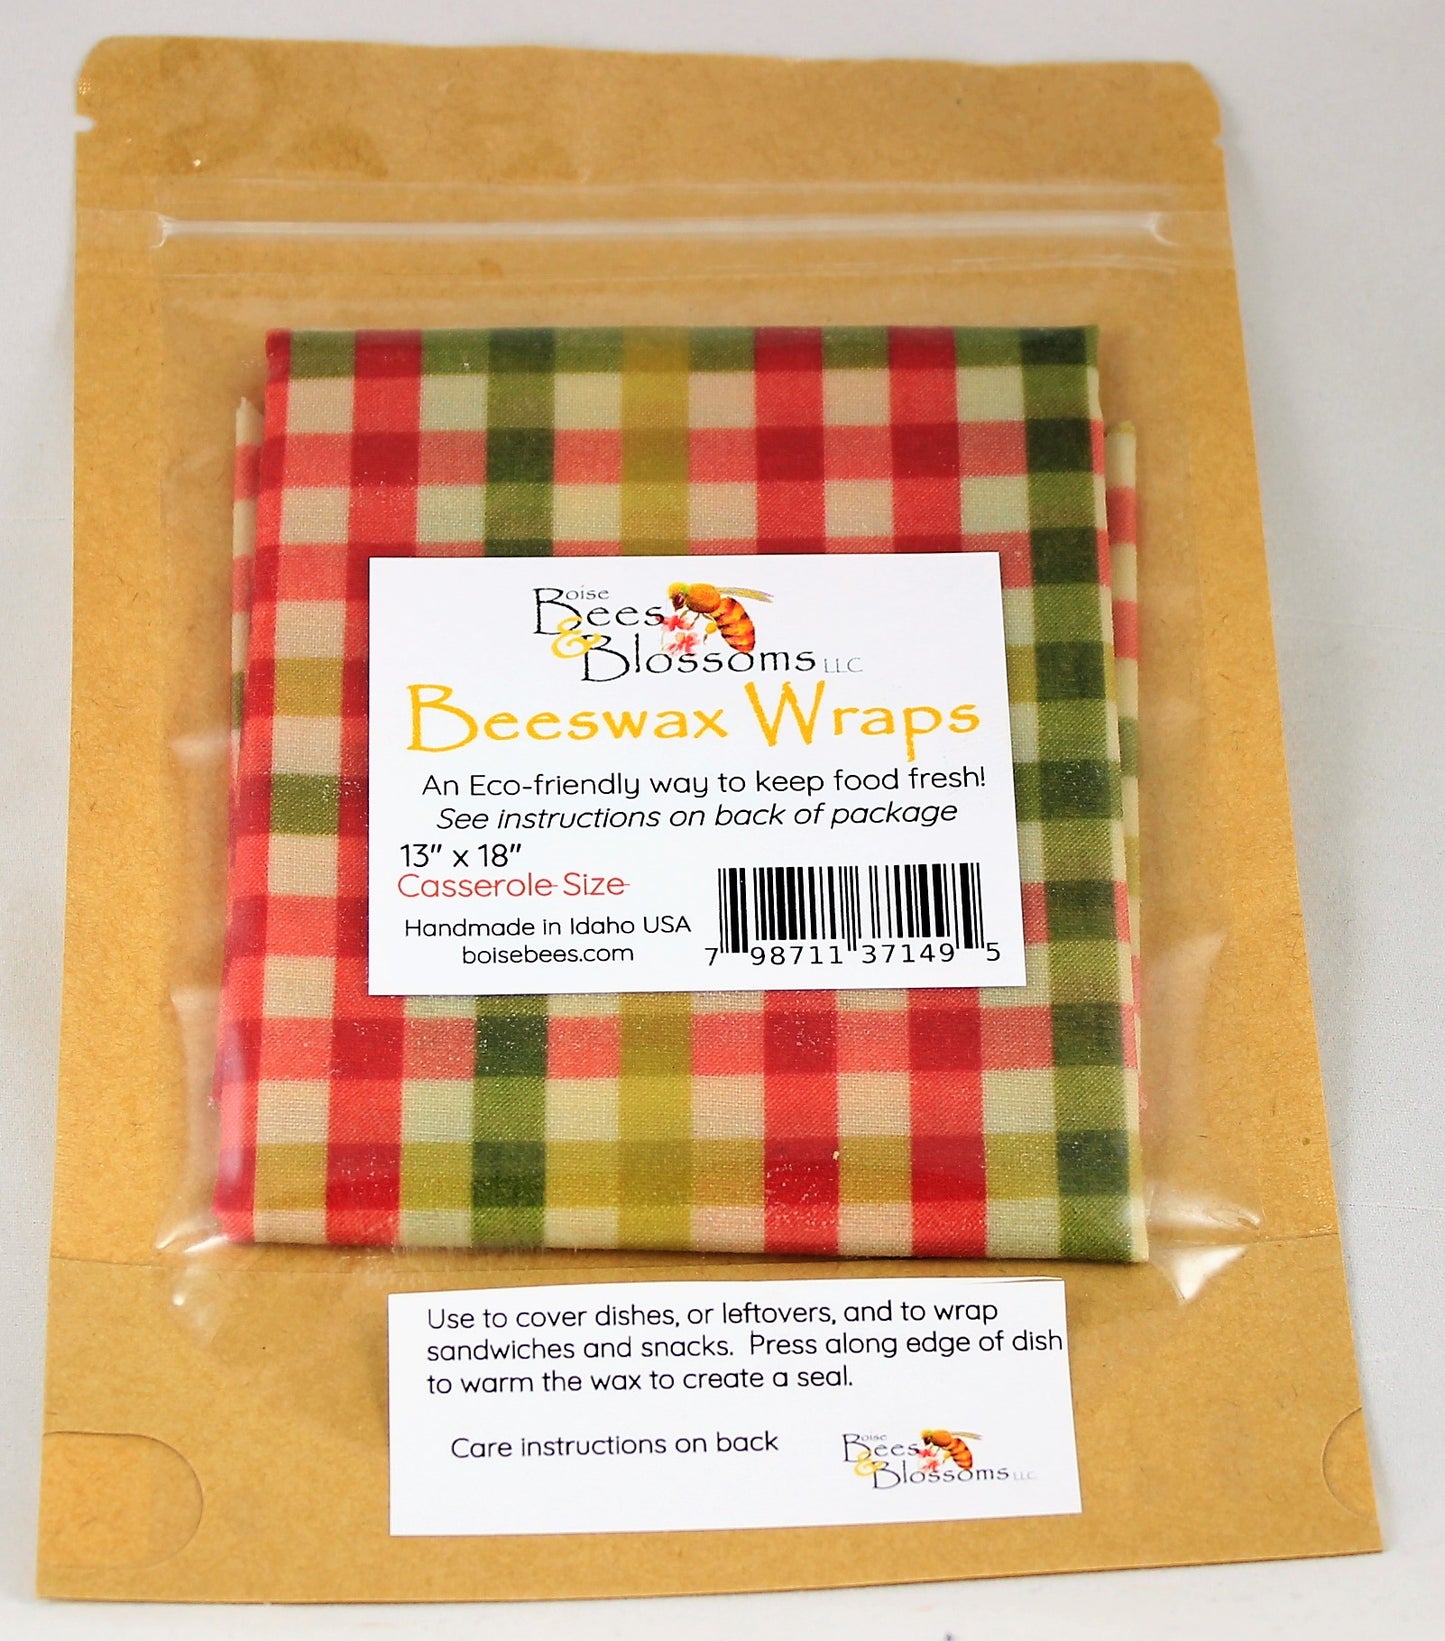 Boise
Bees
& Blossoms LLC
Beeswax Wraps
An Eco-friendly way to keep food fresh!
See instructions on back of package
13" x 18"
Casserole Size
Handmade in Idaho USA
boisebees.com
7 98711 37149 5
Use to cover dishes, or leftovers, and to wrap
sandwiches and snacks. Press along edge of dish
to warm the wax to create a seal.
Care instructions on back
Boise
Bees
& Blossoms LLC